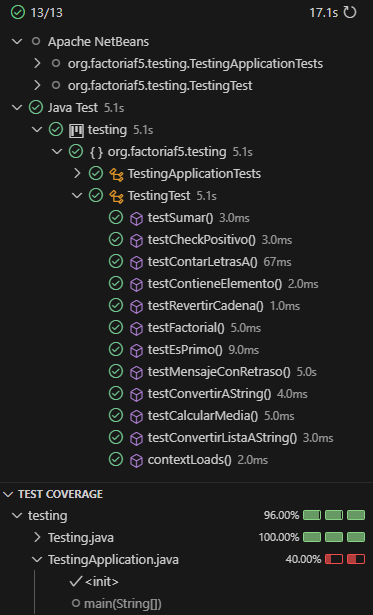 13/13 17.1s
Apache NetBeans
org.factoriaf5.testing.TestingApplicationTests
org.factoriaf5.testing.TestingTest
Java Test 5.1s
testing 5.1s
{ } org.factoriaf5.testing 5.1s
TestingApplicationTests
TestingTest 5.1s
testSumar() 3.0ms
testCheckPositivo() 3.0ms
testContarLetrasA() 67ms
testContieneElemento() 2.0ms
testRevertirCadena() 1.0ms
testFactorial() 5.0ms
testEsPrimo() 9.0ms
testMensajeConRetraso() 5.0s
testConvertirAString() 4.0ms
testCalcularMedia() 5.0ms
testConvertirListaAString() 3.0ms
contextLoads() 2.0ms
TEST COVERAGE
testing 96.00%
Testing.java 100.00%
TestingApplication.java 40.00%
<init>
main(String[])